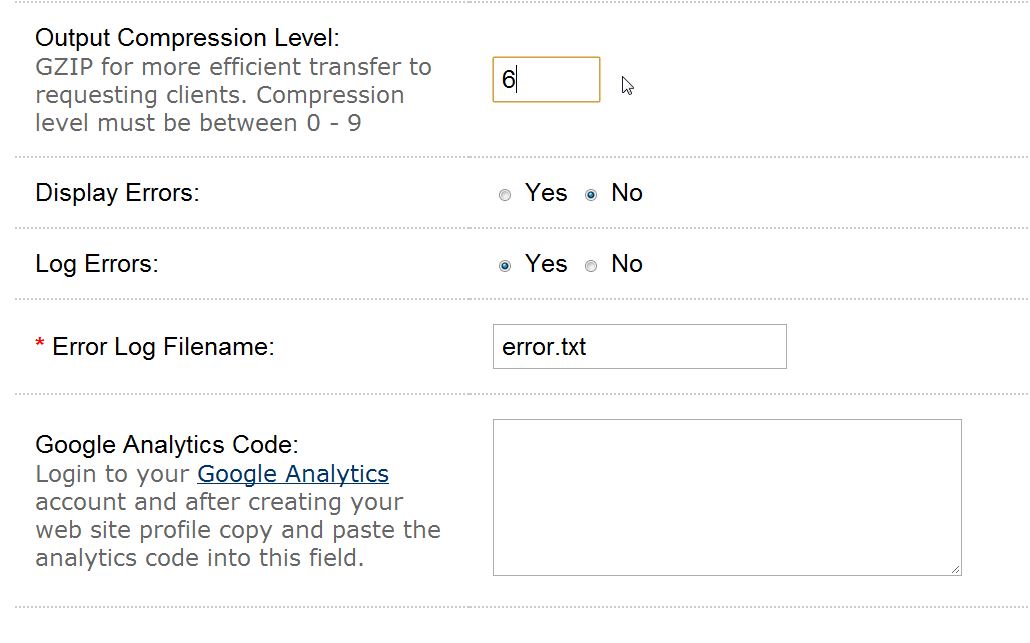 Output Compression Level:
GZIP for more efficient transfer to
requesting clients. Compression
level must be between 0 - 9
6
Display Errors:
Yes No
Log Errors:
Yes No
* Error Log Filename:
error.txt
Google Analytics Code:
Login to your Google Analytics
account and after creating your
web site profile copy and paste the
analytics code into this field.